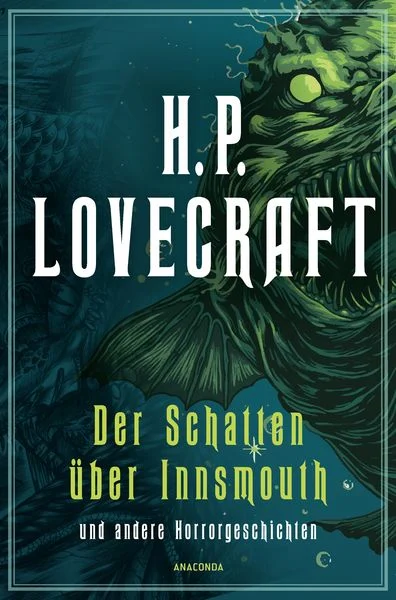 H.P.
LOVECRAFT
Der Schatten
über Innsmouth
und andere Horrorgeschichten
ANACONDA